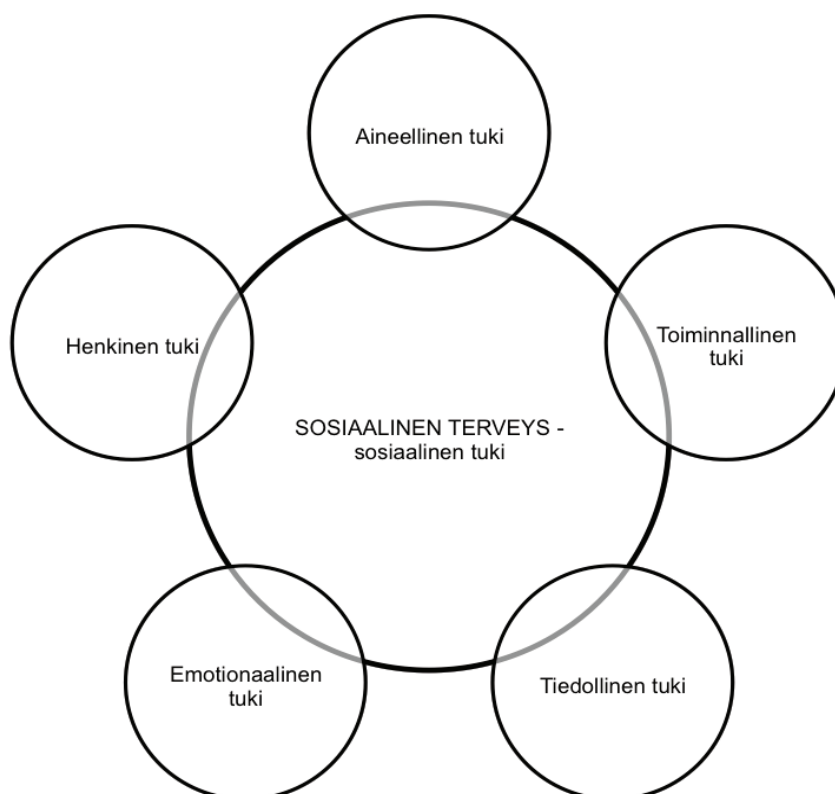 Aineellinen tuki
Henkinen tuki
Toiminnallinen
tuki
SOSIAALINEN TERVEYS -
sosiaalinen tuki
Emotionaalinen
tuki
Tiedollinen tuki